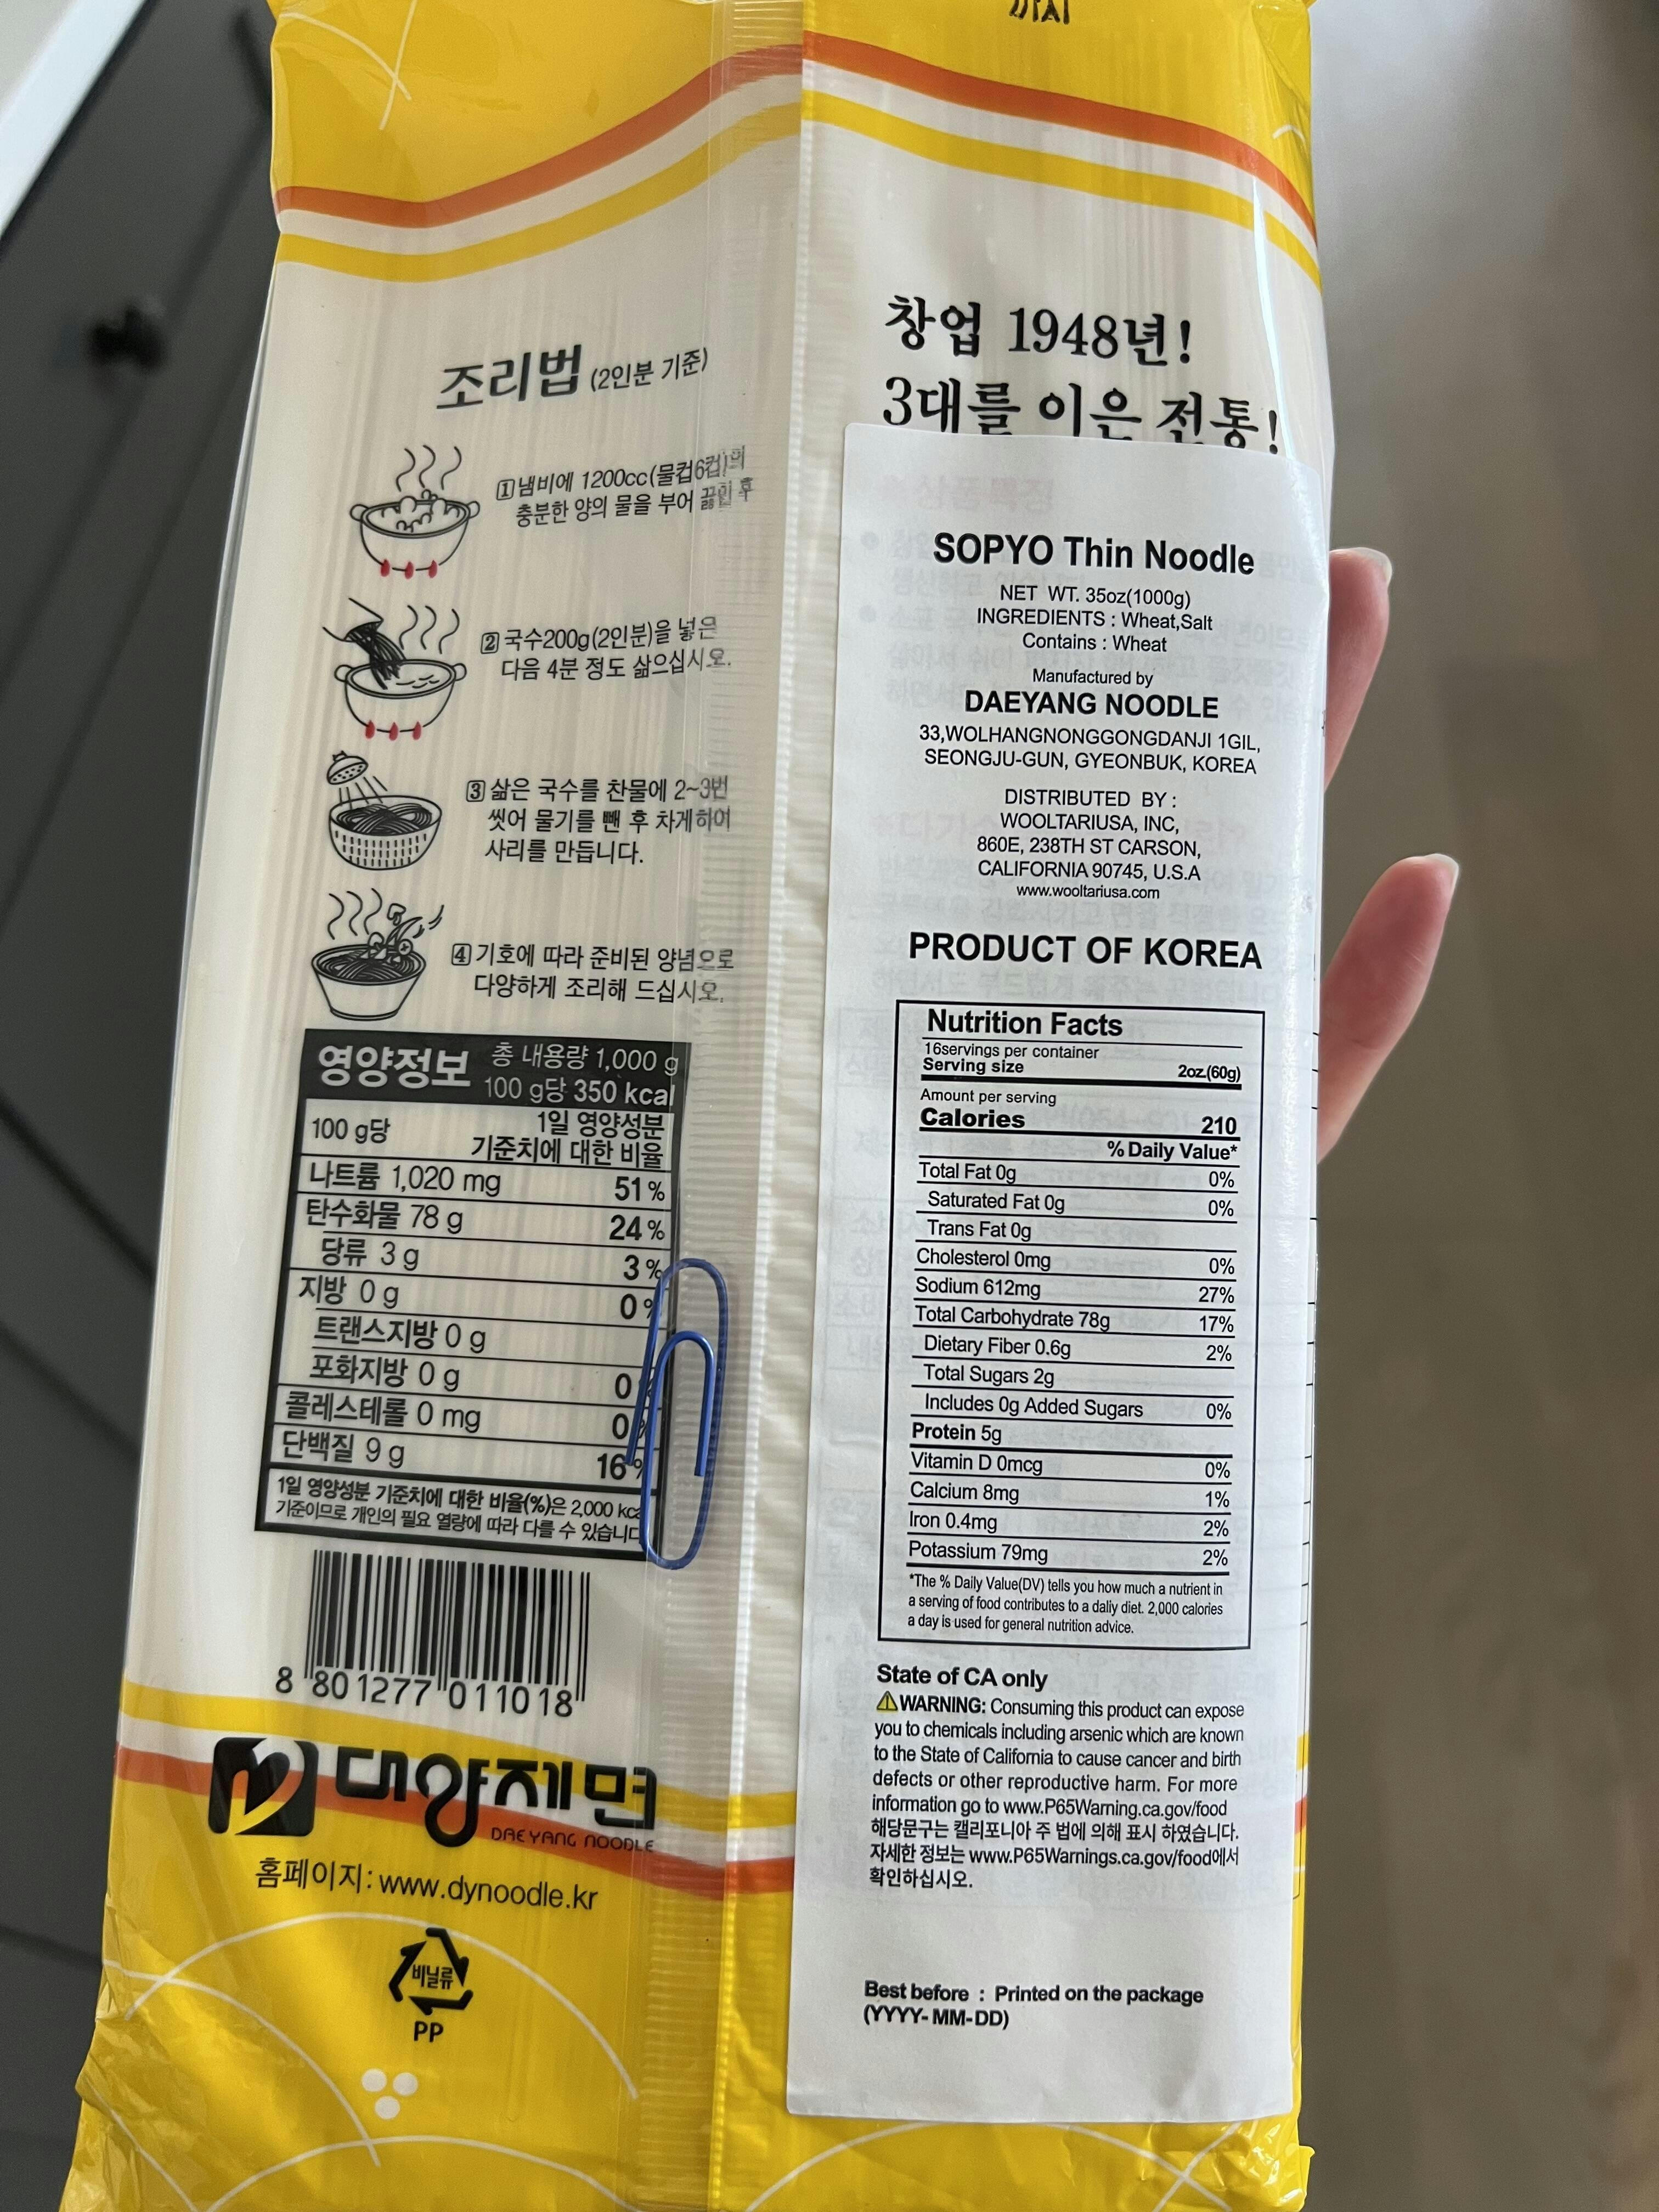 조리법 (2인분 기준)
1 냄비에 1200cc(물컵6컵)의
충분한 양의 물을 부어 끓인 후
2 국수200g(2인분)을 넣은
다음 4분 정도 삶으십시오.
3 삶은 국수를 찬물에 2~3번
씻어 물기를 뺀 후 차게하여
사리를 만듭니다.
4 기호에 따라 준비된 양념으로
다양하게 조리해 드십시오.
영양정보 총 내용량 1,000 g
100 g당 350 kcal
100 g당 1일 영양성분
기준치에 대한 비율
나트륨 1,020 mg 51 %
탄수화물 78 g 24 %
당류 3 g 3 %
지방 0 g 0 %
트랜스지방 0 g
포화지방 0 g 0
콜레스테롤 0 mg 0
단백질 9 g 16 %
1일 영양성분 기준치에 대한 비율(%)은 2,000 kcal
기준이므로 개인의 필요 열량에 따라 다를 수 있습니다
8 801277 011018
대양제면
DAEYANG NOODLE
홈페이지: www.dynoodle.kr
비닐류
PP
창업 1948년!
3대를 이은 전통!
SOPYO Thin Noodle
NET WT. 35oz(1000g)
INGREDIENTS : Wheat,Salt
Contains : Wheat
Manufactured by
DAEYANG NOODLE
33,WOLHANGNONGGONGDANJI 1GIL,
SEONGJU-GUN, GYEONBUK, KOREA
DISTRIBUTED BY :
WOOLTARIUSA, INC,
860E, 238TH ST CARSON,
CALIFORNIA 90745, U.S.A
www.wooltariusa.com
PRODUCT OF KOREA
Nutrition Facts
16servings per container
Serving size 2oz.(60g)
Amount per serving
Calories 210
% Daily Value*
Total Fat 0g 0%
Saturated Fat 0g 0%
Trans Fat 0g
Cholesterol 0mg 0%
Sodium 612mg 27%
Total Carbohydrate 78g 17%
Dietary Fiber 0.6g 2%
Total Sugars 2g
Includes 0g Added Sugars 0%
Protein 5g
Vitamin D 0mcg 0%
Calcium 8mg 1%
Iron 0.4mg 2%
Potassium 79mg 2%
*The % Daily Value(DV) tells you how much a nutrient in
a serving of food contributes to a daliy diet. 2,000 calories
a day is used for general nutrition advice.
State of CA only
WARNING: Consuming this product can expose
you to chemicals including arsenic which are known
to the State of California to cause cancer and birth
defects or other reproductive harm. For more
information go to www.P65Warning.ca.gov/food
해당문구는 캘리포니아 주 법에 의해 표시 하였습니다.
자세한 정보는 www.P65Warnings.ca.gov/food에서
확인하십시오.
Best before : Printed on the package
(YYYY-MM-DD)